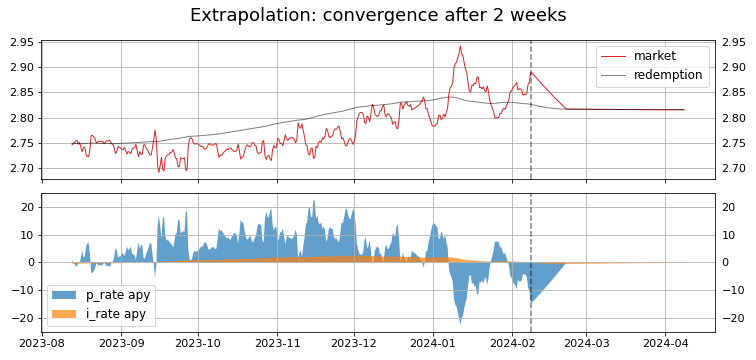 Extrapolation: convergence after 2 weeks
2.95 2.95
2.90 2.90
2.85 2.85
2.80 2.80
2.75 2.75
2.70 2.70
market
redemption
20 20
10 10
0 0
−10 −10
−20 −20
p_rate apy
i_rate apy
2023-08 2023-09 2023-10 2023-11 2023-12 2024-01 2024-02 2024-03 2024-04